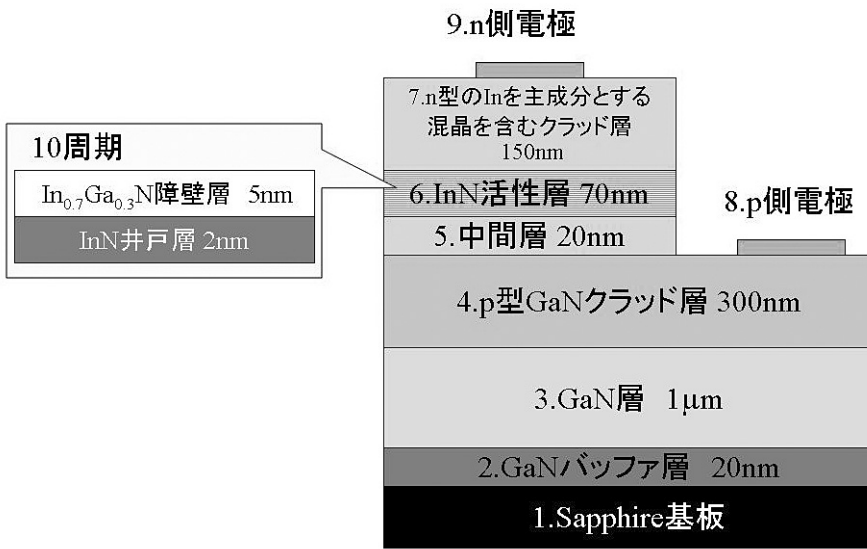 9.n側電極
7.n型のInを主成分とする
混晶を含むクラッド層
150nm
10周期
In0.7Ga0.3N障壁層 5nm
InN井戸層 2nm
6.InN活性層 70nm
8.p側電極
5.中間層 20nm
4.p型GaNクラッド層 300nm
3.GaN層 1μm
2.GaNバッファ層 20nm
1.Sapphire基板